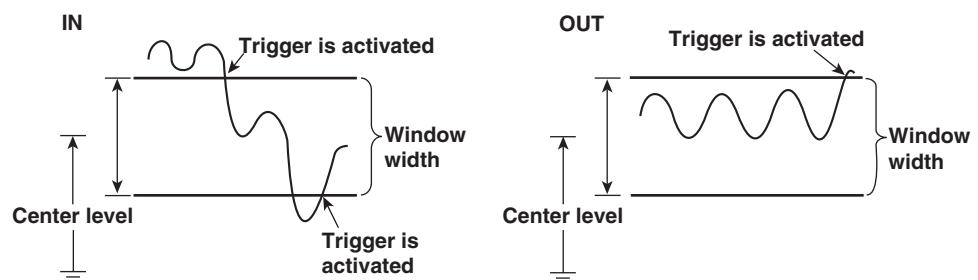 IN
Trigger is activated
Window
width
Center level
Trigger is
activated
OUT
Trigger is activated
Window
width
Center level